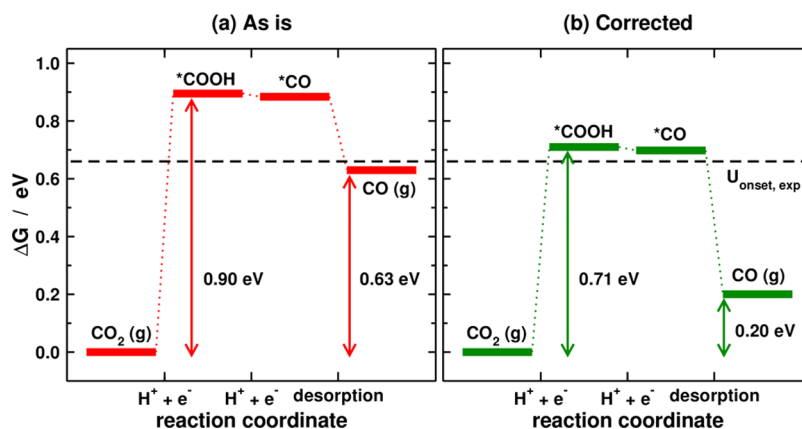 (a) As is
(b) Corrected
ΔG / eV
1.0
0.8
0.6
0.4
0.2
0.0
*COOH
*CO
CO (g)
0.90 eV
0.63 eV
CO₂ (g)
H⁺ + e⁻
H⁺ + e⁻
desorption
reaction coordinate
*COOH
*CO
U onset, exp
CO (g)
0.71 eV
0.20 eV
CO₂ (g)
H⁺ + e⁻
H⁺ + e⁻
desorption
reaction coordinate